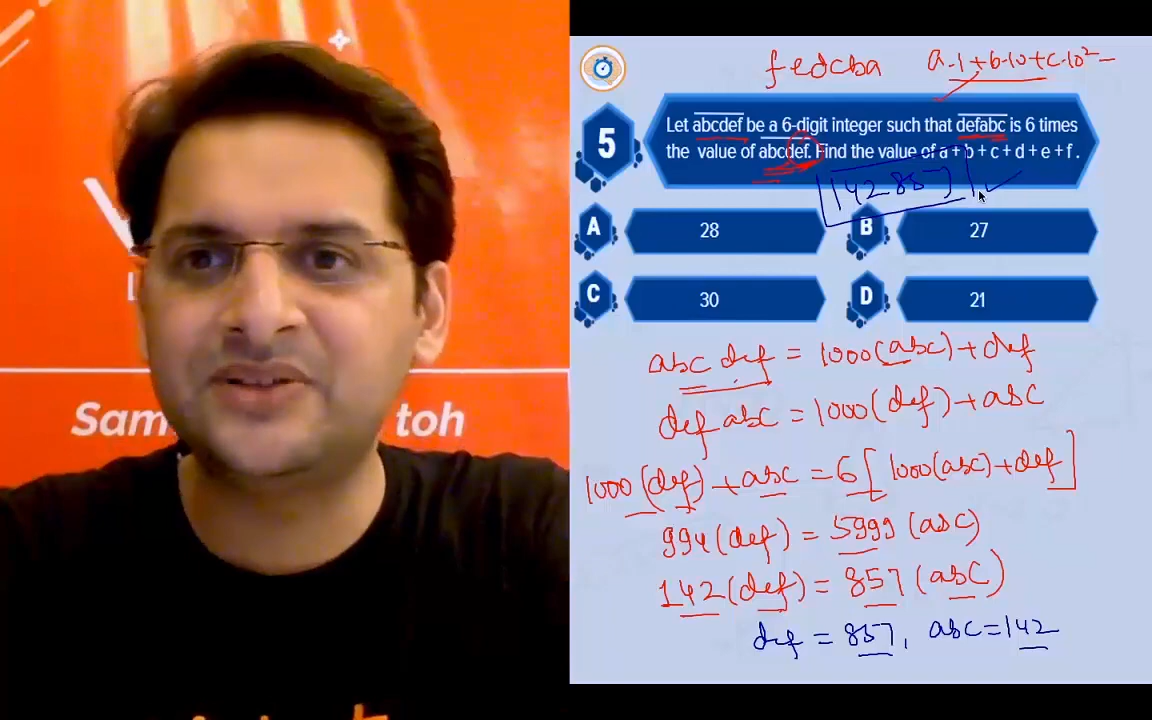 Sam toh
fedcba a·1+b·10+c·10²-
5
Let abcdef be a 6-digit integer such that defabc is 6 times
the value of abcdef. Find the value of a + b + c + d + e + f .
142857
A 28
B 27
C 30
D 21
abc def = 1000(abc)+def
def abc = 1000(def)+abc
1000(def)+abc = 6[1000(abc)+def]
994(def) = 5999(abc)
142(def) = 857(abc)
def = 857, abc=142